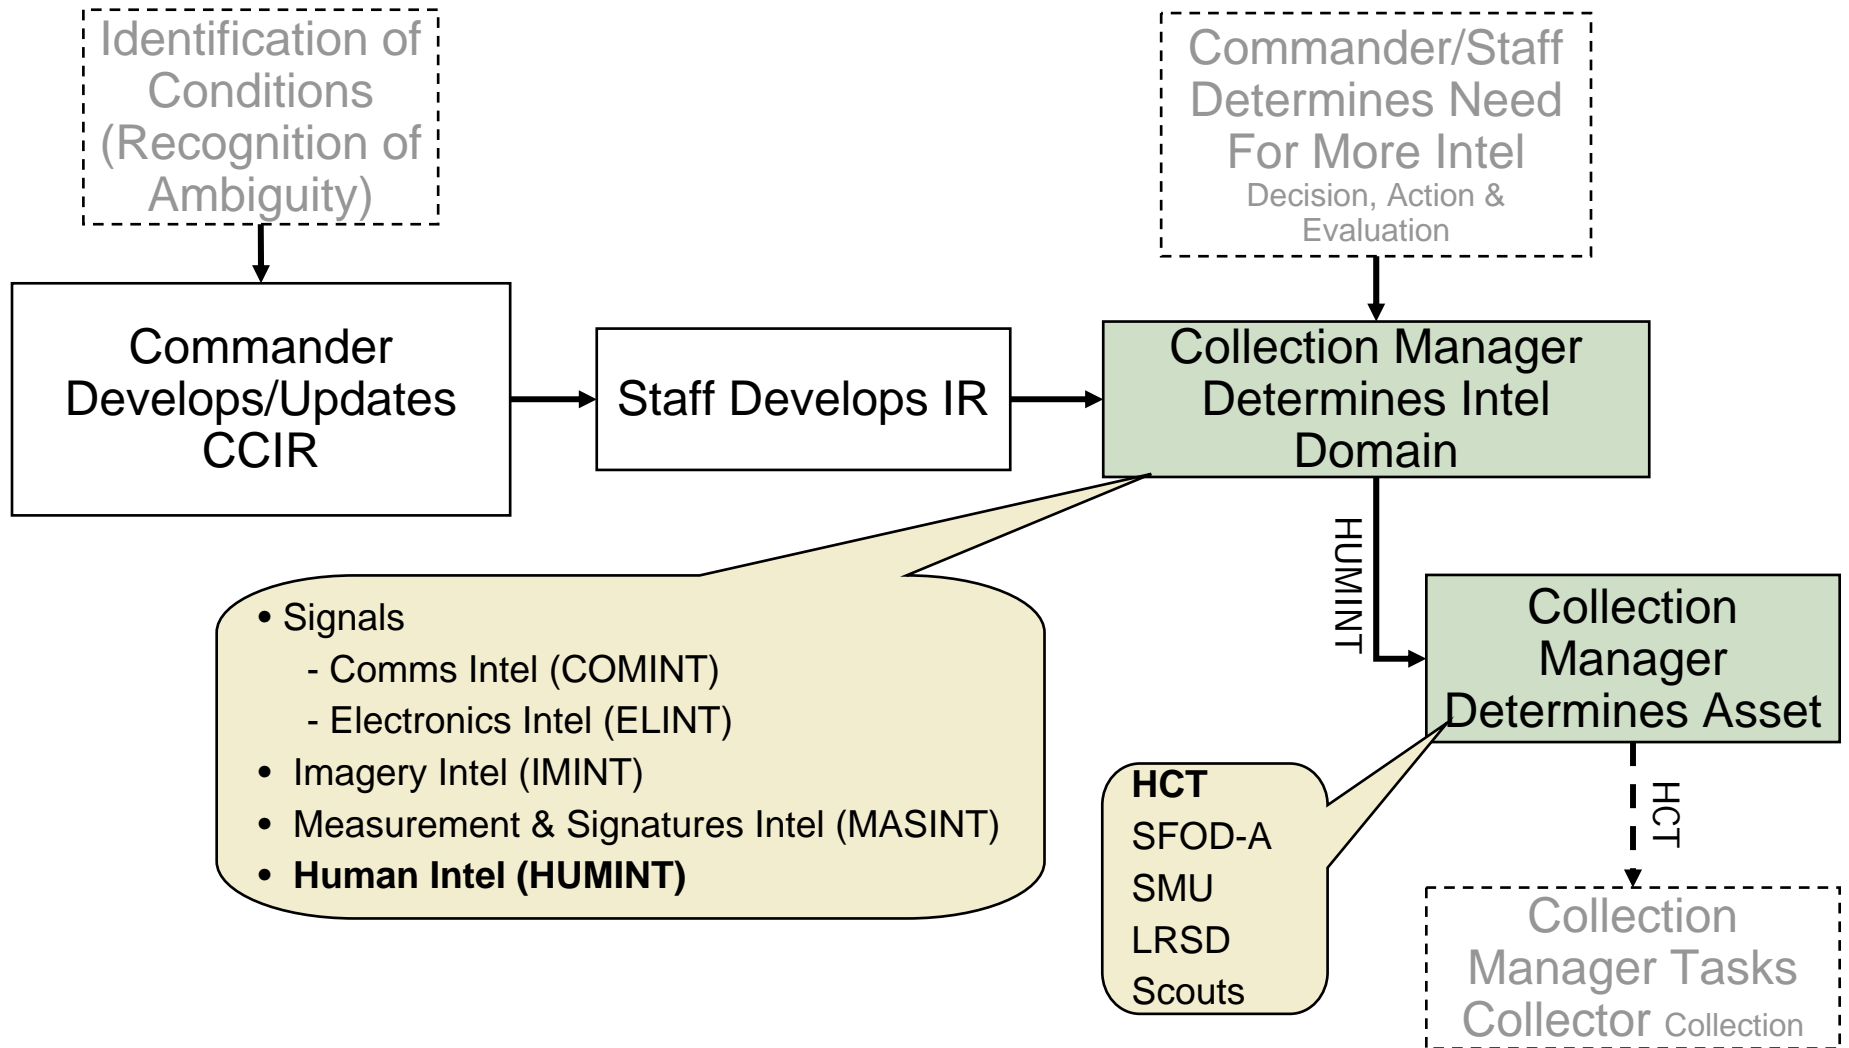 Identification of
Conditions
(Recognition of
Ambiguity)
Commander/Staff
Determines Need
For More Intel
Decision, Action &
Evaluation
Commander
Develops/Updates
CCIR
Staff Develops IR
Collection Manager
Determines Intel
Domain
HUMINT
• Signals
- Comms Intel (COMINT)
- Electronics Intel (ELINT)
• Imagery Intel (IMINT)
• Measurement & Signatures Intel (MASINT)
• Human Intel (HUMINT)
Collection
Manager
Determines Asset
HCT
SFOD-A
SMU
LRSD
Scouts
HCT
Collection
Manager Tasks
Collector Collection